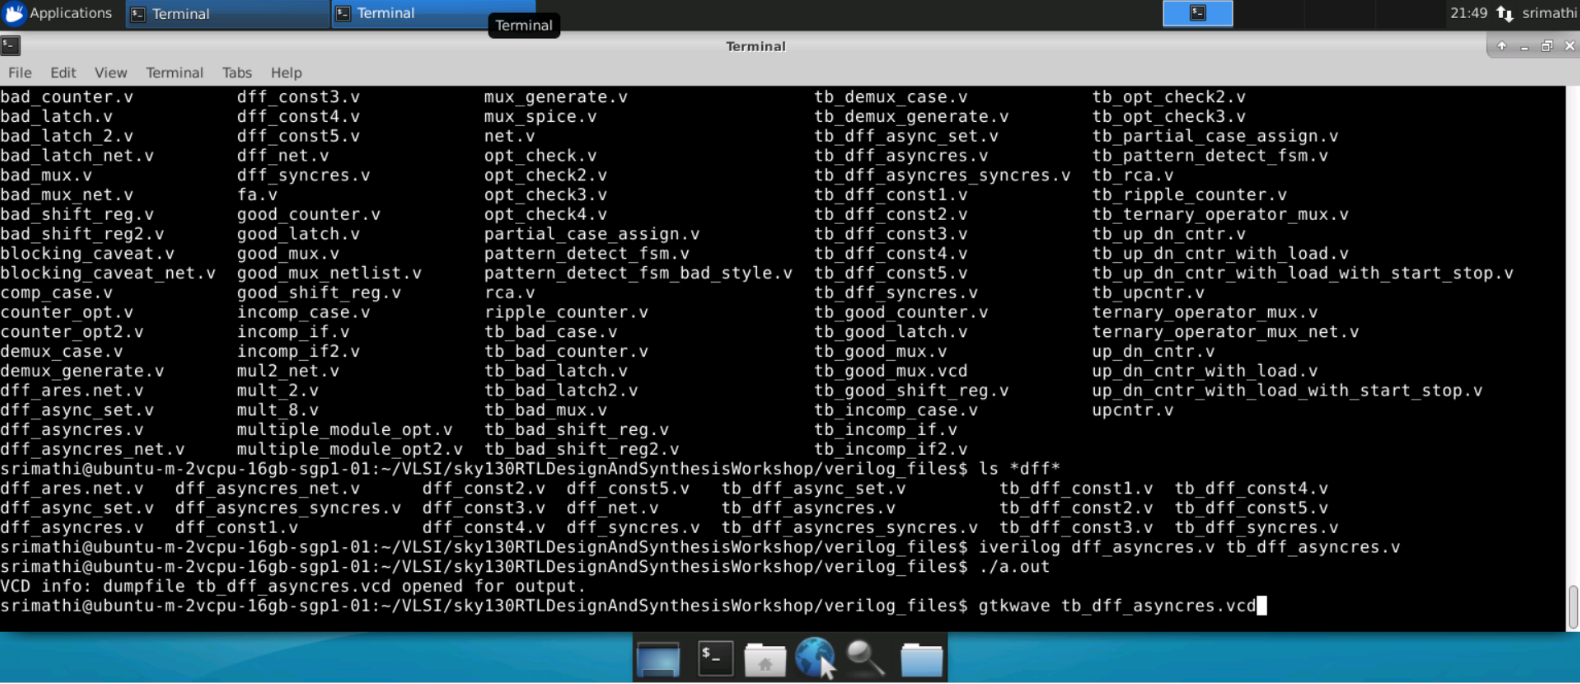 Applications Terminal Terminal 21:49 srimathi
Terminal
Terminal
File Edit View Terminal Tabs Help
bad_counter.v dff_const3.v mux_generate.v tb_demux_case.v tb_opt_check2.v
bad_latch.v dff_const4.v mux_spice.v tb_demux_generate.v tb_opt_check3.v
bad_latch_2.v dff_const5.v net.v tb_dff_async_set.v tb_partial_case_assign.v
bad_latch_net.v dff_net.v opt_check.v tb_dff_asyncres.v tb_pattern_detect_fsm.v
bad_mux.v dff_syncres.v opt_check2.v tb_dff_asyncres_syncres.v tb_rca.v
bad_mux_net.v fa.v opt_check3.v tb_dff_const1.v tb_ripple_counter.v
bad_shift_reg.v good_counter.v opt_check4.v tb_dff_const2.v tb_ternary_operator_mux.v
bad_shift_reg2.v good_latch.v partial_case_assign.v tb_dff_const3.v tb_up_dn_cntr.v
blocking_caveat.v good_mux.v pattern_detect_fsm.v tb_dff_const4.v tb_up_dn_cntr_with_load.v
blocking_caveat_net.v good_mux_netlist.v pattern_detect_fsm_bad_style.v tb_dff_const5.v tb_up_dn_cntr_with_load_with_start_stop.v
comp_case.v good_shift_reg.v rca.v tb_dff_syncres.v tb_upcntr.v
counter_opt.v incomp_case.v ripple_counter.v tb_good_counter.v ternary_operator_mux.v
counter_opt2.v incomp_if.v tb_bad_case.v tb_good_latch.v ternary_operator_mux_net.v
demux_case.v incomp_if2.v tb_bad_counter.v tb_good_mux.v up_dn_cntr.v
demux_generate.v mul2_net.v tb_bad_latch.v tb_good_mux.vcd up_dn_cntr_with_load.v
dff_ares.net.v mult_2.v tb_bad_latch2.v tb_good_shift_reg.v up_dn_cntr_with_load_with_start_stop.v
dff_async_set.v mult_8.v tb_bad_mux.v tb_incomp_case.v upcntr.v
dff_asyncres.v multiple_module_opt.v tb_bad_shift_reg.v tb_incomp_if.v
dff_asyncres_net.v multiple_module_opt2.v tb_bad_shift_reg2.v tb_incomp_if2.v
srimathi@ubuntu-m-2vcpu-16gb-sgp1-01:~/VLSI/sky130RTLDesignAndSynthesisWorkshop/verilog_files$ ls *dff*
dff_ares.net.v dff_asyncres_net.v dff_const2.v dff_const5.v tb_dff_async_set.v tb_dff_const1.v tb_dff_const4.v
dff_async_set.v dff_asyncres_syncres.v dff_const3.v dff_net.v tb_dff_asyncres.v tb_dff_const2.v tb_dff_const5.v
dff_asyncres.v dff_const1.v dff_const4.v dff_syncres.v tb_dff_asyncres_syncres.v tb_dff_const3.v tb_dff_syncres.v
srimathi@ubuntu-m-2vcpu-16gb-sgp1-01:~/VLSI/sky130RTLDesignAndSynthesisWorkshop/verilog_files$ iverilog dff_asyncres.v tb_dff_asyncres.v
srimathi@ubuntu-m-2vcpu-16gb-sgp1-01:~/VLSI/sky130RTLDesignAndSynthesisWorkshop/verilog_files$ ./a.out
VCD info: dumpfile tb_dff_asyncres.vcd opened for output.
srimathi@ubuntu-m-2vcpu-16gb-sgp1-01:~/VLSI/sky130RTLDesignAndSynthesisWorkshop/verilog_files$ gtkwave tb_dff_asyncres.vcd